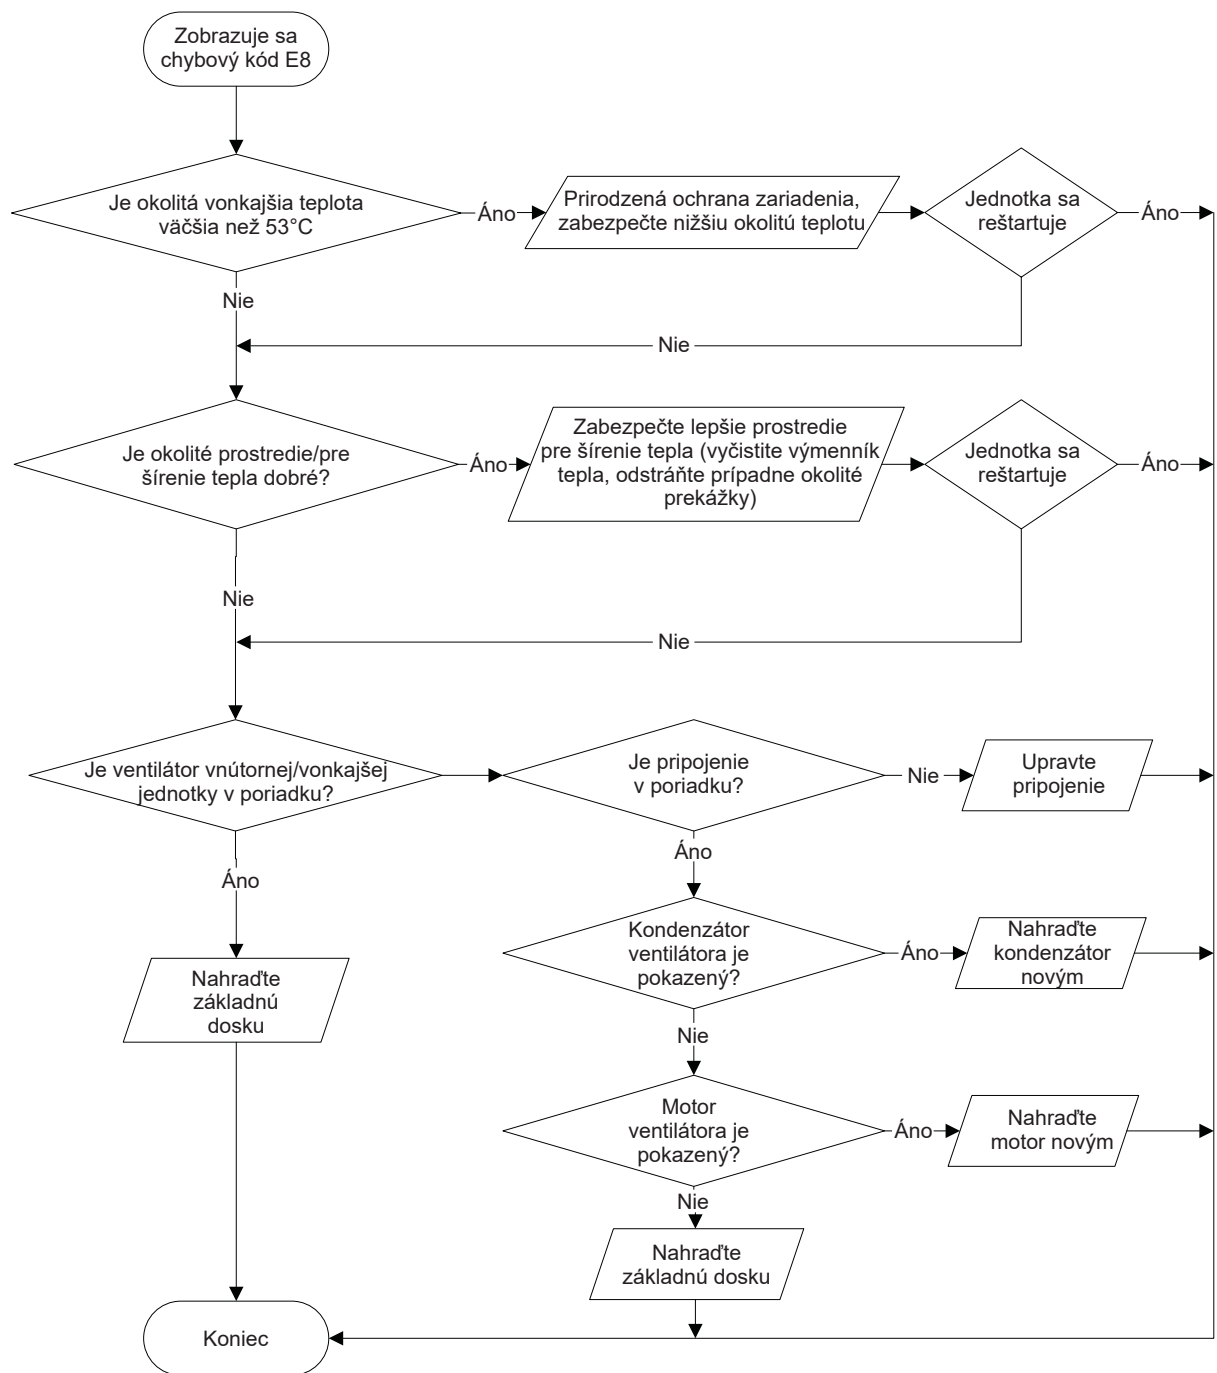 Zobrazuje sa
chybový kód E8
Je okolitá vonkajšia teplota
väčšia než 53°C
Áno
Prirodzená ochrana zariadenia,
zabezpečte nižšiu okolitú teplotu
Jednotka sa
reštartuje
Áno
Nie
Nie
Je okolité prostredie/pre
šírenie tepla dobré?
Áno
Zabezpečte lepšie prostredie
pre šírenie tepla (vyčistite výmenník
tepla, odstráňte prípadne okolité
prekážky)
Jednotka sa
reštartuje
Áno
Nie
Nie
Je ventilátor vnútornej/vonkajšej
jednotky v poriadku?
Je pripojenie
v poriadku?
Nie
Upravte
pripojenie
Áno
Áno
Nahraďte
základnú
dosku
Kondenzátor
ventilátora je
pokazený?
Áno
Nahraďte
kondenzátor
novým
Nie
Motor
ventilátora je
pokazený?
Áno
Nahraďte
motor novým
Nie
Nahraďte
základnú dosku
Koniec